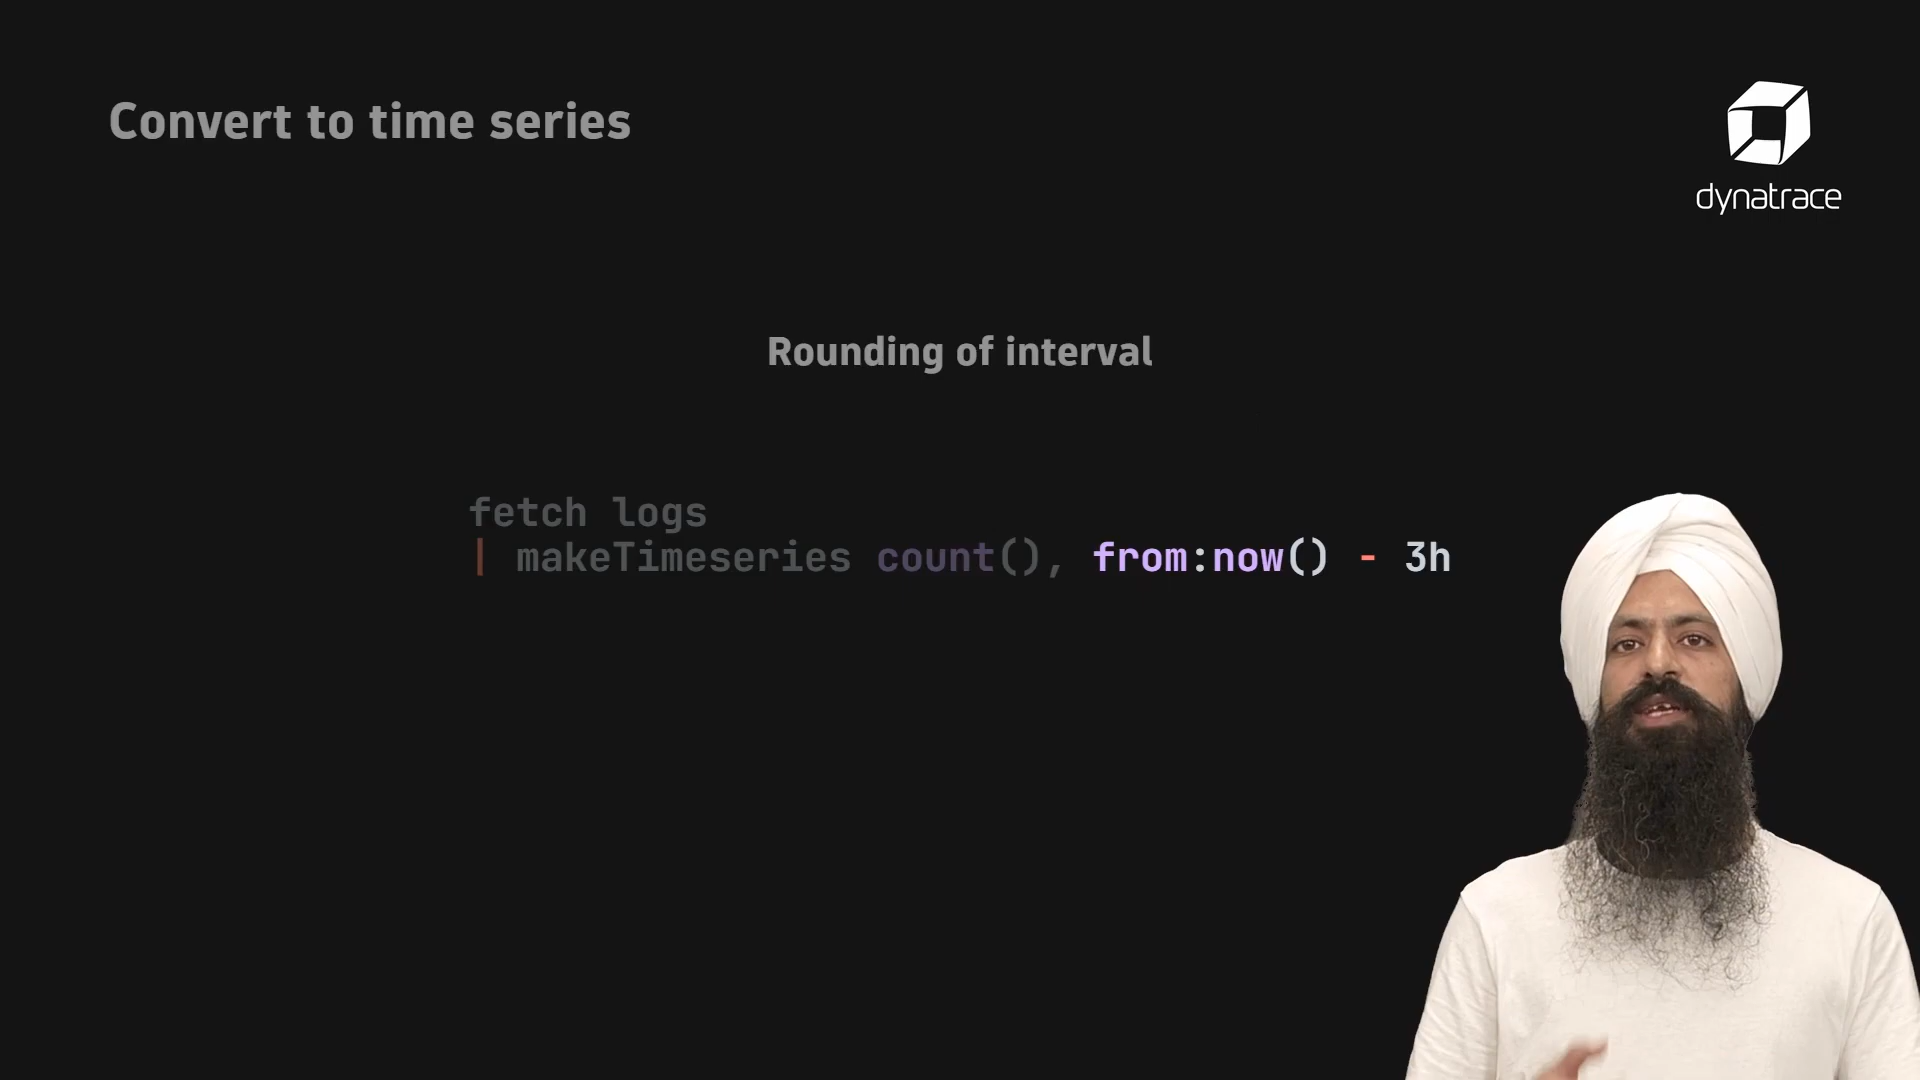 Convert to time series
dynatrace
Rounding of interval
fetch logs
| makeTimeseries count(), from:now() - 3h